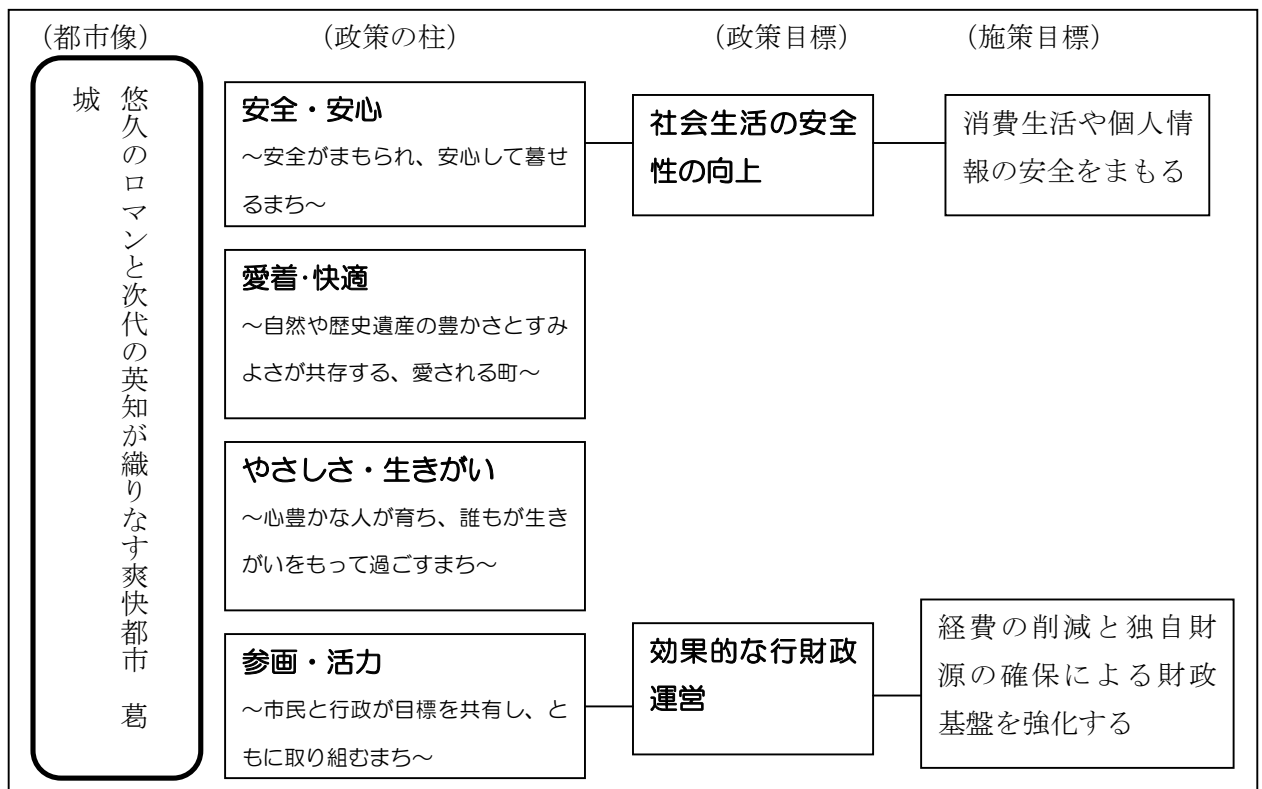 (都市像) (政策の柱) (政策目標) (施策目標)
悠久のロマンと次代の英知が織りなす爽快都市 葛
城
安全・安心
～安全がまもられ、安心して暮せ
るまち～
社会生活の安全
性の向上
消費生活や個人情
報の安全をまもる
愛着・快適
～自然や歴史遺産の豊かさとすみ
よさが共存する、愛される町～
やさしさ・生きがい
～心豊かな人が育ち、誰もが生き
がいをもって過ごすまち～
参画・活力
～市民と行政が目標を共有し、と
もに取り組むまち～
効果的な行財政
運営
経費の削減と独自財
源の確保による財政
基盤を強化する